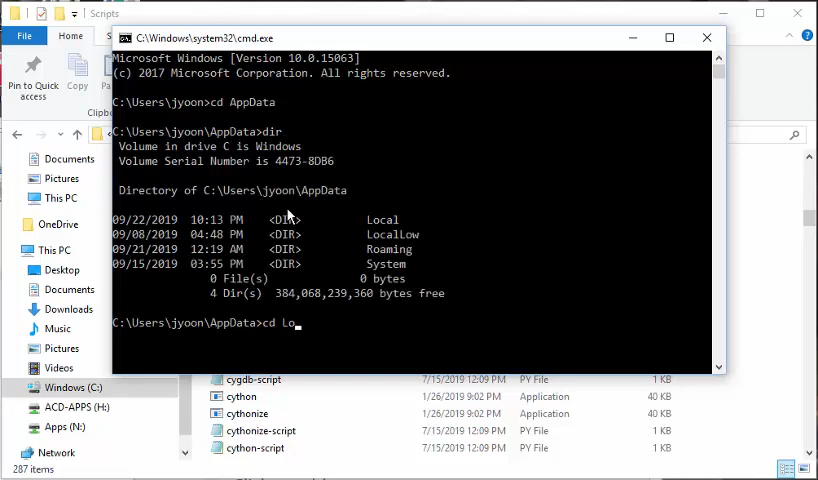 Scripts
C:\Windows\system32\cmd.exe
File
Home
Microsoft Windows [Version 10.0.15063]
(c) 2017 Microsoft Corporation. All rights reserved.
C:\Users\jyoon>cd AppData
C:\Users\jyoon\AppData>dir
Volume in drive C is Windows
Volume Serial Number is 4473-8DB6
Directory of C:\Users\jyoon\AppData
09/22/2019 10:13 PM <DIR> Local
09/08/2019 04:48 PM <DIR> LocalLow
09/21/2019 12:19 AM <DIR> Roaming
09/15/2019 03:55 PM <DIR> System
0 File(s) 0 bytes
4 Dir(s) 384,068,239,360 bytes free
C:\Users\jyoon\AppData>cd Lo
Pin to Quick
access
Copy
Documents
Pictures
This PC
OneDrive
This PC
Desktop
Documents
Downloads
Music
Pictures
Videos
Windows (C:)
ACD-APPS (H:)
Apps (N:)
Network
cygdb-script 7/15/2019 12:09 PM PY File 1 KB
cython 1/26/2019 9:02 PM Application 40 KB
cythonize 1/26/2019 9:02 PM Application 40 KB
cythonize-script 7/15/2019 12:09 PM PY File 1 KB
cython-script 7/15/2019 12:09 PM PY File 1 KB
287 items